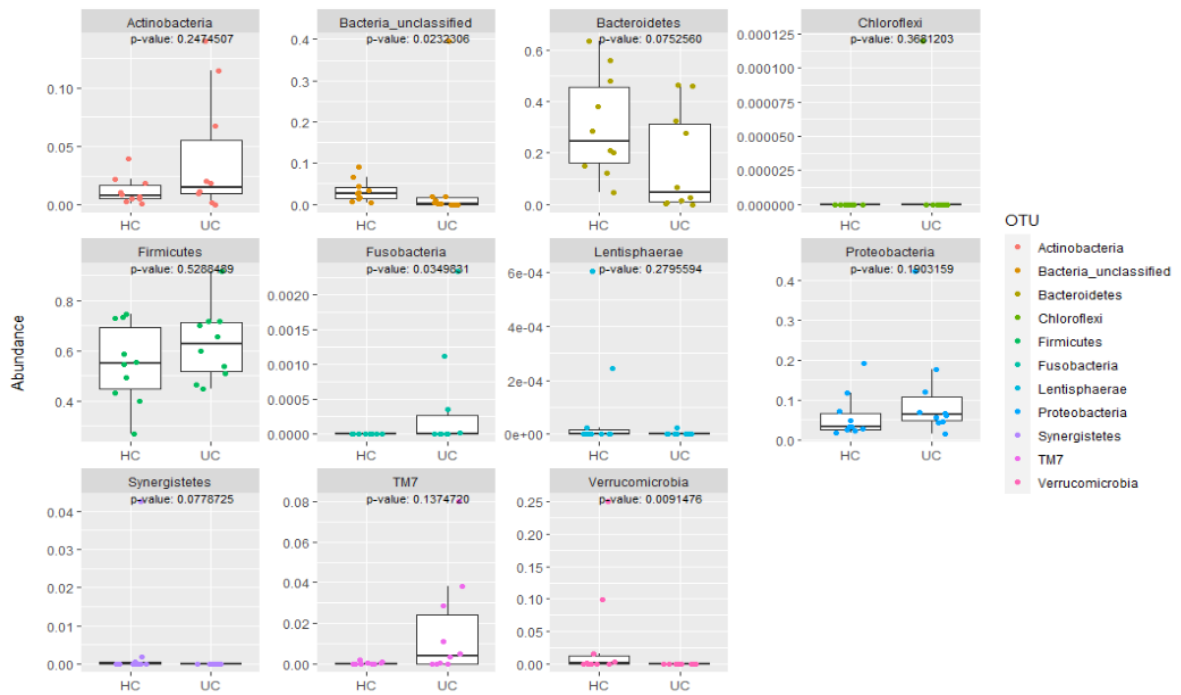 Actinobacteria
p-value: 0.2474507
0.10
0.05
0.00
HC UC
Bacteria_unclassified
p-value: 0.0232306
0.4
0.3
0.2
0.1
0.0
HC UC
Bacteroidetes
p-value: 0.0752560
0.6
0.4
0.2
0.0
HC UC
Chloroflexi
p-value: 0.3681203
0.000125
0.000100
0.000075
0.000050
0.000025
0.000000
HC UC
Abundance
Firmicutes
p-value: 0.5288489
0.8
0.6
0.4
HC UC
Fusobacteria
p-value: 0.0349831
0.0020
0.0015
0.0010
0.0005
0.0000
HC UC
Lentisphaerae
p-value: 0.2795594
6e-04
4e-04
2e-04
0e+00
HC UC
Proteobacteria
p-value: 0.1903159
0.4
0.3
0.2
0.1
0.0
HC UC
Synergistetes
p-value: 0.0778725
0.04
0.03
0.02
0.01
0.00
HC UC
TM7
p-value: 0.1374720
0.08
0.06
0.04
0.02
0.00
HC UC
Verrucomicrobia
p-value: 0.0091476
0.25
0.20
0.15
0.10
0.05
0.00
HC UC
OTU
Actinobacteria
Bacteria_unclassified
Bacteroidetes
Chloroflexi
Firmicutes
Fusobacteria
Lentisphaerae
Proteobacteria
Synergistetes
TM7
Verrucomicrobia